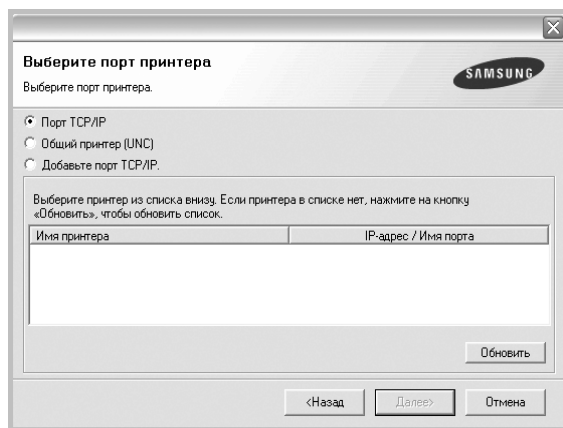 Выберите порт принтера
SAMSUNG
Выберите порт принтера.
Порт TCP/IP
Общий принтер (UNC)
Добавьте порт TCP/IP.
Выберите принтер из списка внизу. Если принтера в списке нет, нажмите на кнопку
«Обновить», чтобы обновить список.
Имя принтера IP-адрес / Имя порта
Обновить
<Назад Далее> Отмена